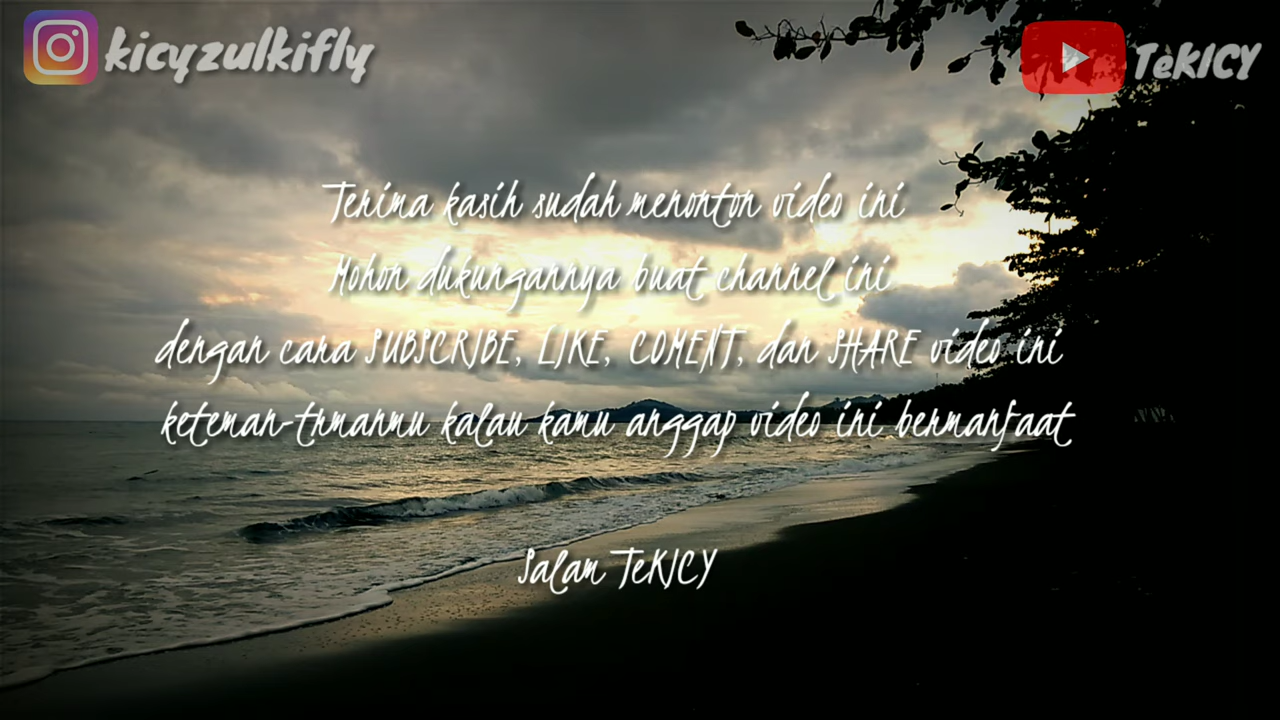 kicyzulkifly
TeKICY
Terima kasih sudah menonton video ini
Mohon dukungannya buat channel ini
dengan cara SUBSCRIBE, LIKE, COMENT, dan SHARE video ini
keteman-trmanmu kalau kamu anggap video ini bermanfaat
Salam TeKICY